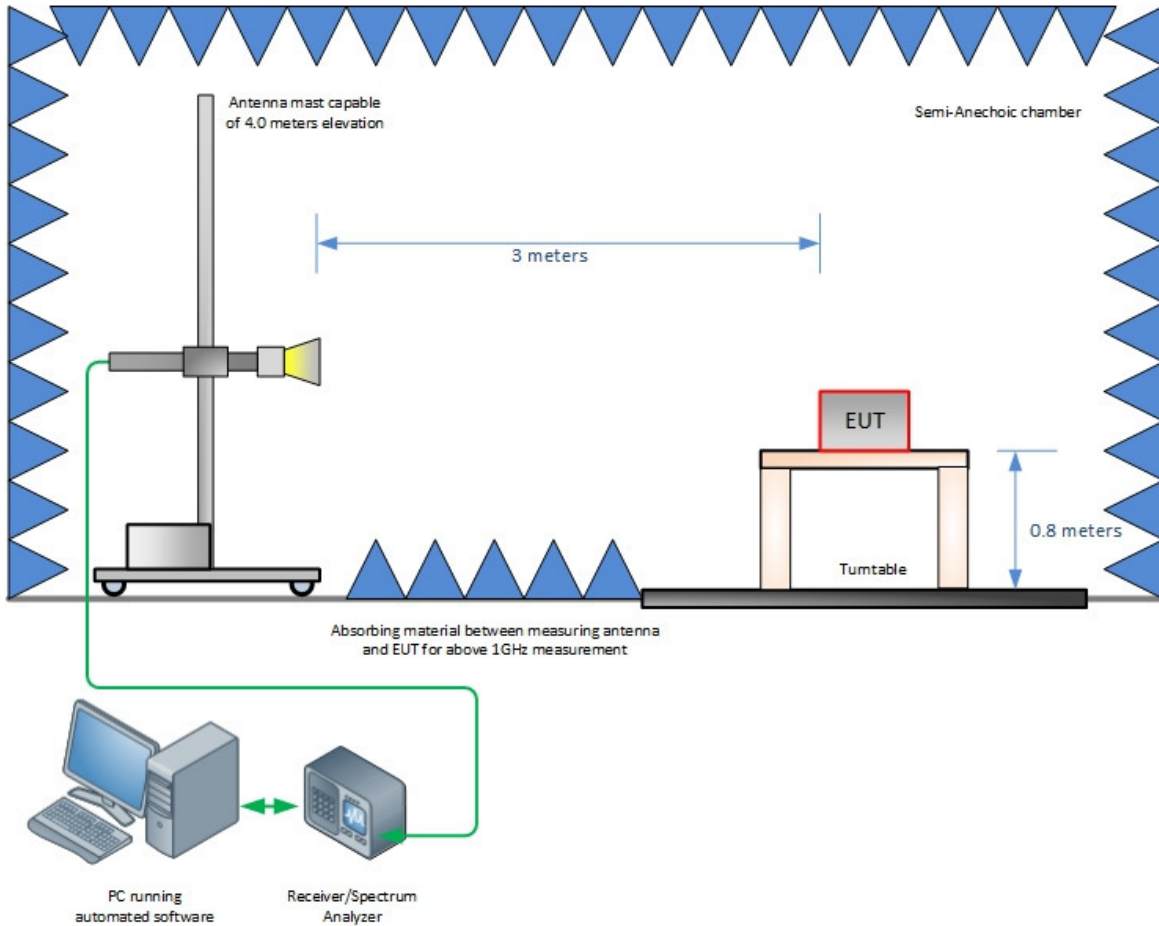 Antenna mast capable
of 4.0 meters elevation
Semi-Anechoic chamber
3 meters
EUT
0.8 meters
Turntable
Absorbing material between measuring antenna
and EUT for above 1GHz measurement
PC running
automated software
Receiver/Spectrum
Analyzer